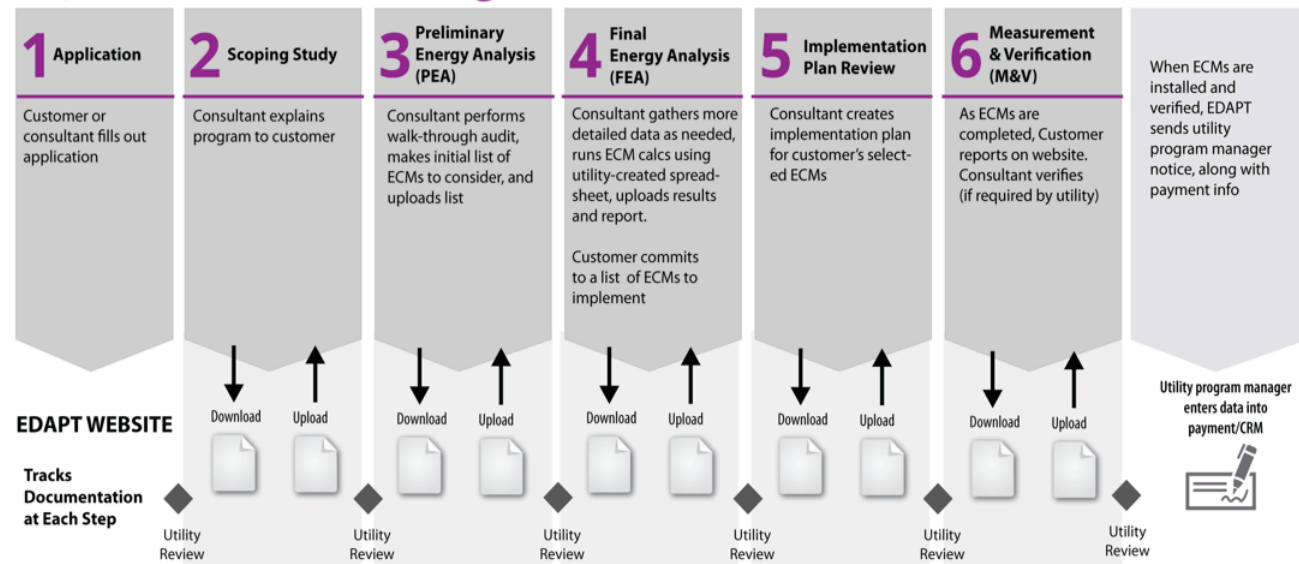 1 Application
Customer or
consultant fills out
application
2 Scoping Study
Consultant explains
program to customer
3 Preliminary
Energy Analysis
(PEA)
Consultant performs
walk-through audit,
makes initial list of
ECMs to consider, and
uploads list
4 Final
Energy Analysis
(FEA)
Consultant gathers more
detailed data as needed,
runs ECM calcs using
utility-created spread-
sheet, uploads results
and report.
Customer commits
to a list of ECMs to
implement
5 Implementation
Plan Review
Consultant creates
implementation plan
for customer's select-
ed ECMs
6 Measurement
& Verification
(M&V)
As ECMs are
completed, Customer
reports on website.
Consultant verifies
(if required by utility)
When ECMs are
installed and
verified, EDAPT
sends utility
program manager
notice, along with
payment info
Download Upload
Download Upload
Download Upload
Download Upload
Download Upload
Utility program manager
enters data into
payment/CRM
EDAPT WEBSITE
Tracks
Documentation
at Each Step
Utility
Review
Utility
Review
Utility
Review
Utility
Review
Utility
Review
Utility
Review